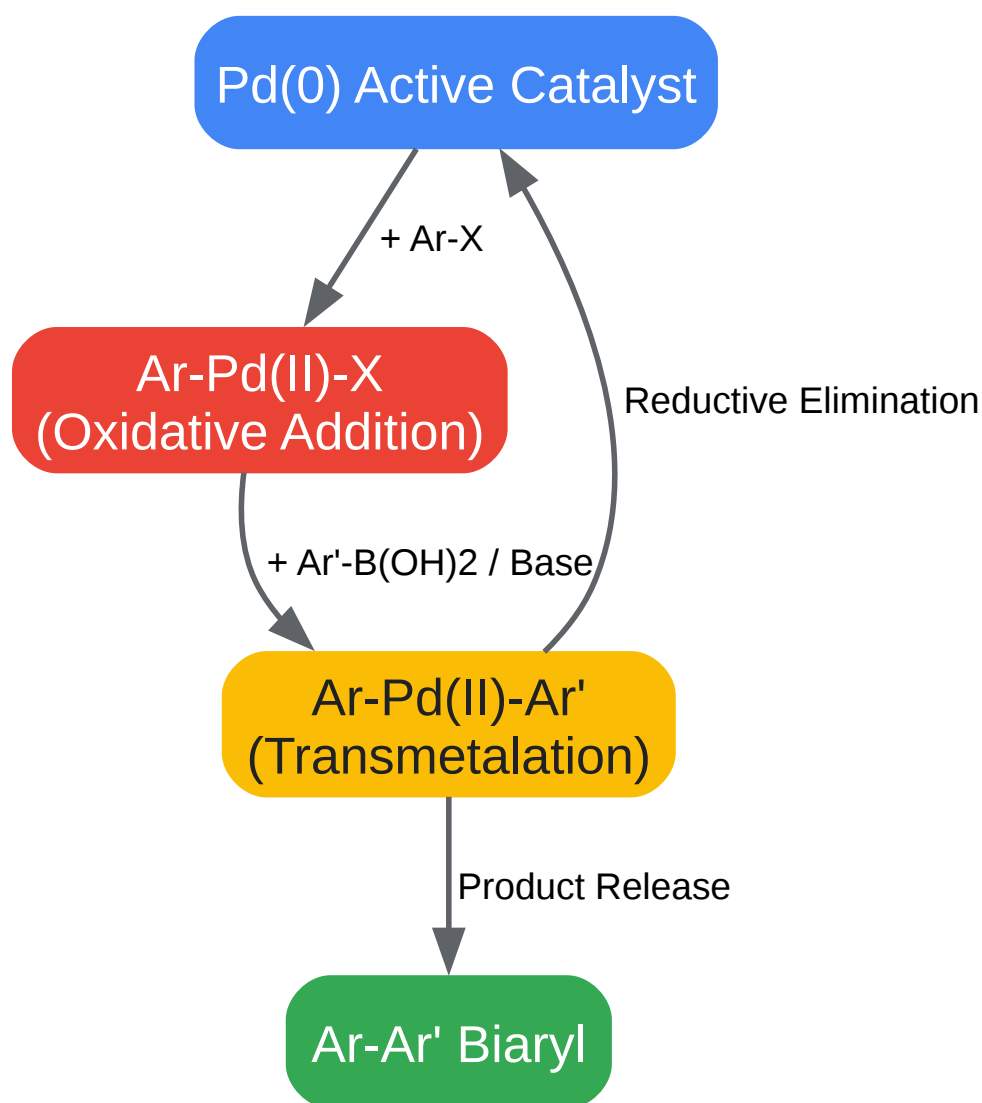 Pd(0) Active Catalyst
+ Ar-X
Ar-Pd(II)-X
(Oxidative Addition)
Reductive Elimination
+ Ar'-B(OH)2 / Base
Ar-Pd(II)-Ar'
(Transmetalation)
Product Release
Ar-Ar' Biaryl